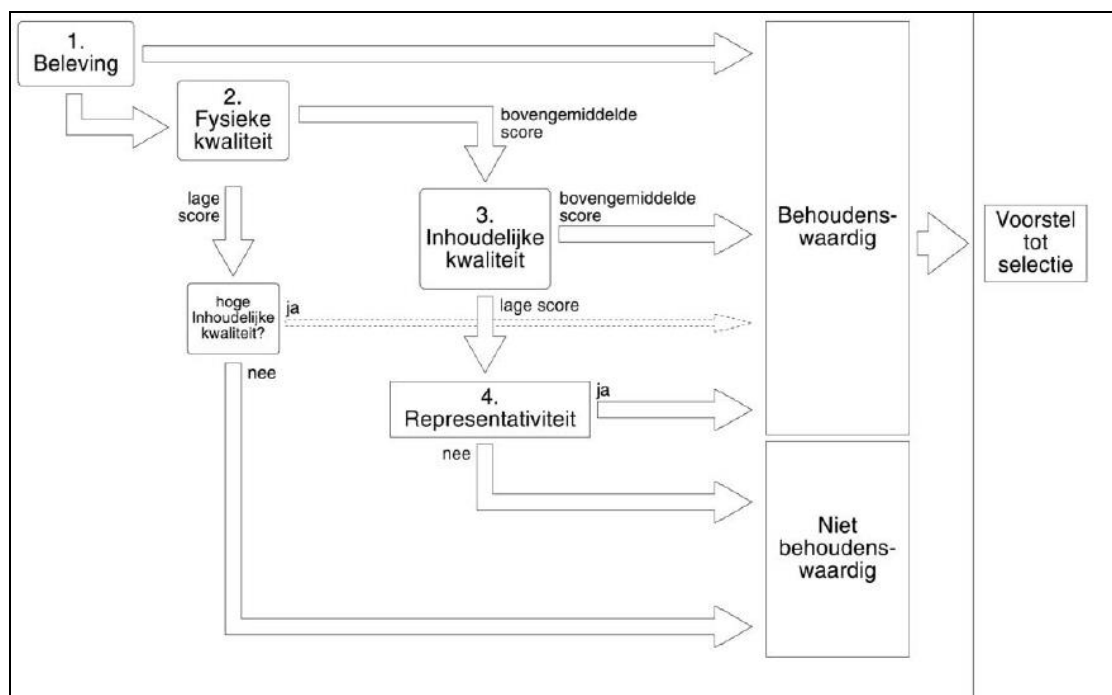 1.
Beleving
2.
Fysieke
kwaliteit
bovengemiddelde
score
lage
score
3.
Inhoudelijke
kwaliteit
bovengemiddelde
score
Behoudens-
waardig
Voorstel
tot
selectie
hoge
Inhoudelijke
kwaliteit?
ja
lage score
nee
4.
Representativiteit
ja
nee
Niet
behoudens-
waardig